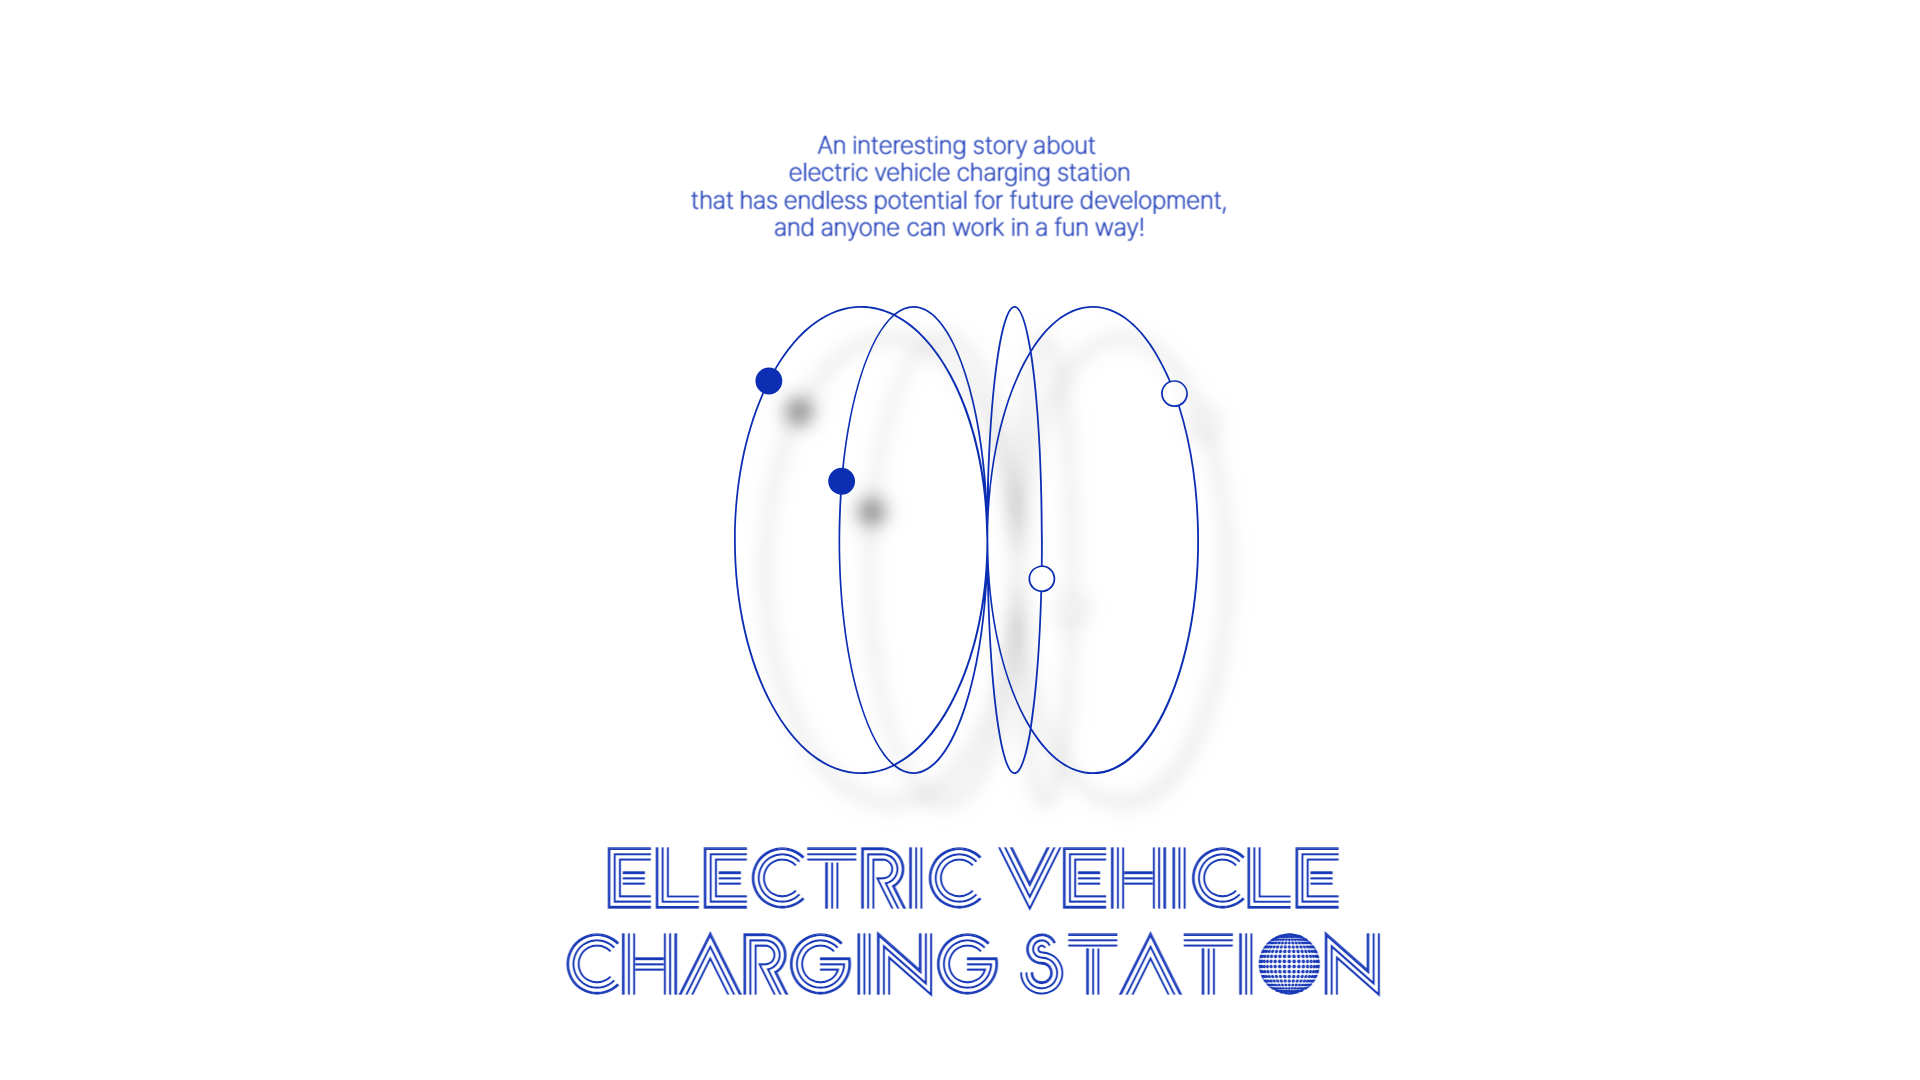 An interesting story about
electric vehicle charging station
that has endless potential for future development,
and anyone can work in a fun way!
ELECTRIC VEHICLE
CHARGING STATION